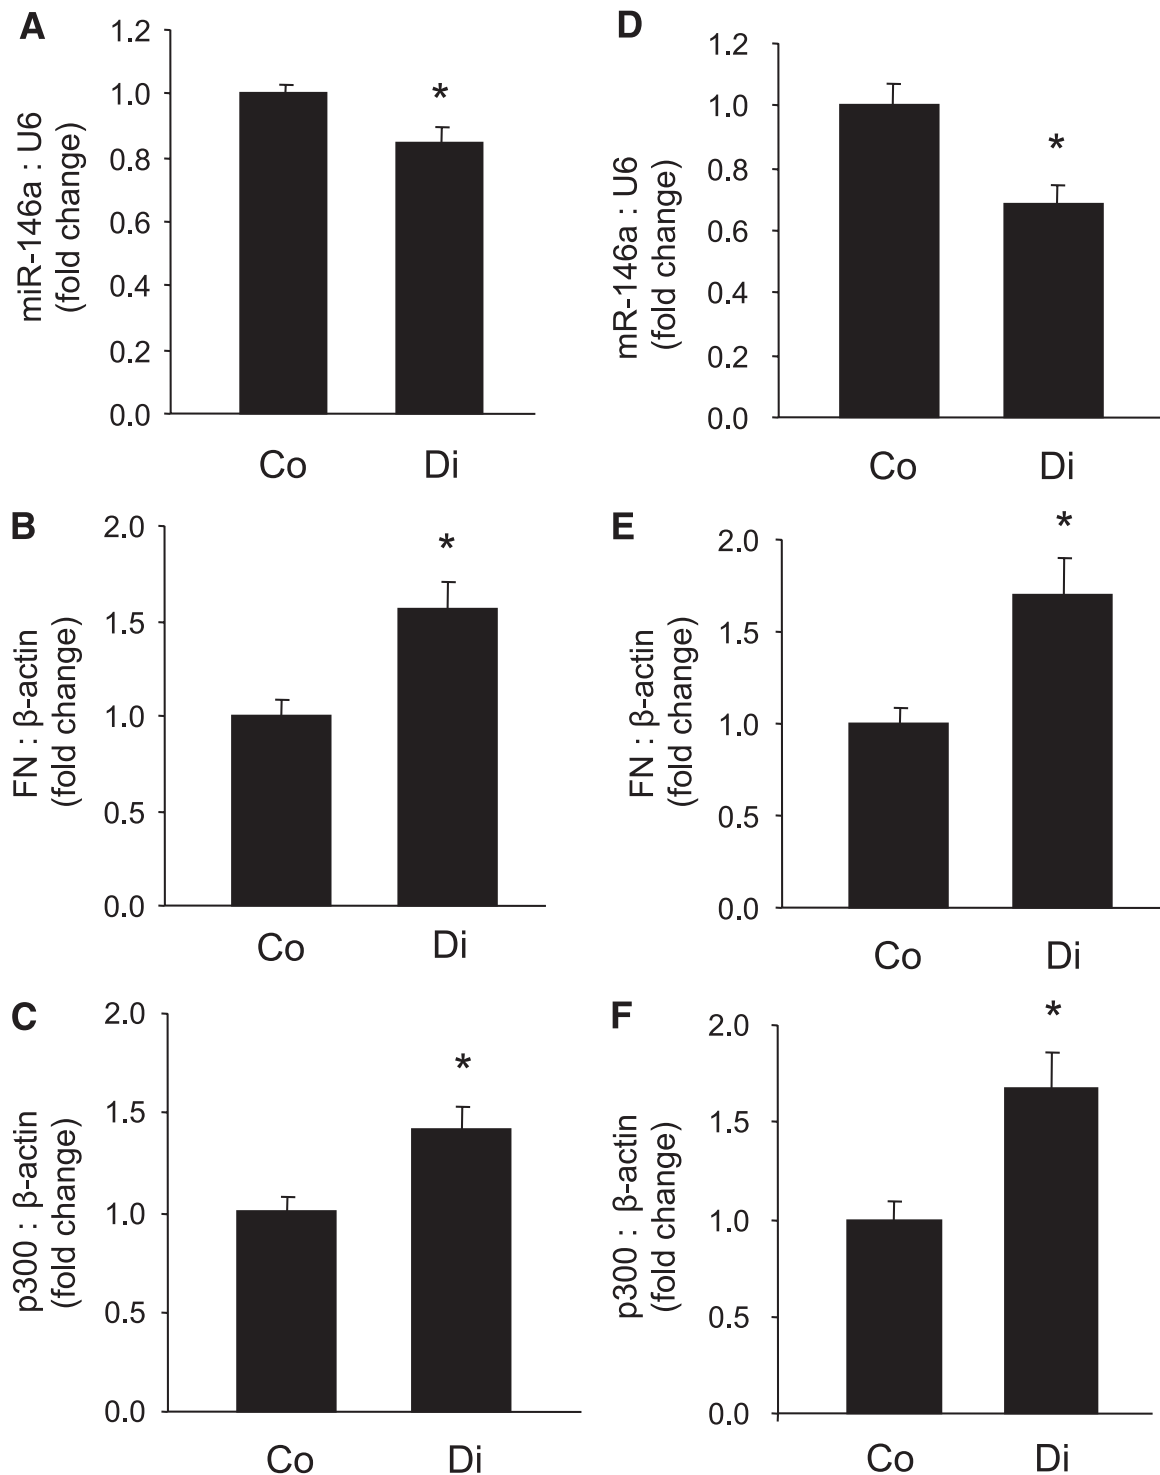 A
miR-146a : U6
(fold change)
1.2
1.0
0.8
0.6
0.4
0.2
0.0
*
Co
Di
D
mR-146a : U6
(fold change)
1.2
1.0
0.8
0.6
0.4
0.2
0.0
*
Co
Di
B
FN : β-actin
(fold change)
2.0
1.5
1.0
0.5
0.0
*
Co
Di
E
FN : β-actin
(fold change)
2.0
1.5
1.0
0.5
0.0
*
Co
Di
C
p300 : β-actin
(fold change)
2.0
1.5
1.0
0.5
0.0
*
Co
Di
F
p300 : β-actin
(fold change)
2.0
1.5
1.0
0.5
0.0
*
Co
Di